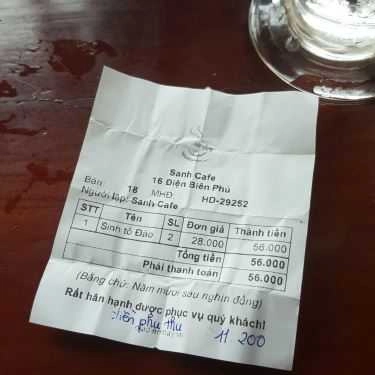 Sành Cafe
16 Điện Biên Phủ
Bàn: 18 MHĐ HD-29252
Người lập: Sành Cafe
STT Tên SL Đơn giá Thành tiền
1 Sinh tố Đào 2 28.000 56.000
Tổng tiền 56.000
Phải thanh toán 56.000
(Bằng chữ: Năm mươi sáu nghìn đồng)
Rất hân hạnh được phục vụ quý khách!
tiền phụ thu 11 200